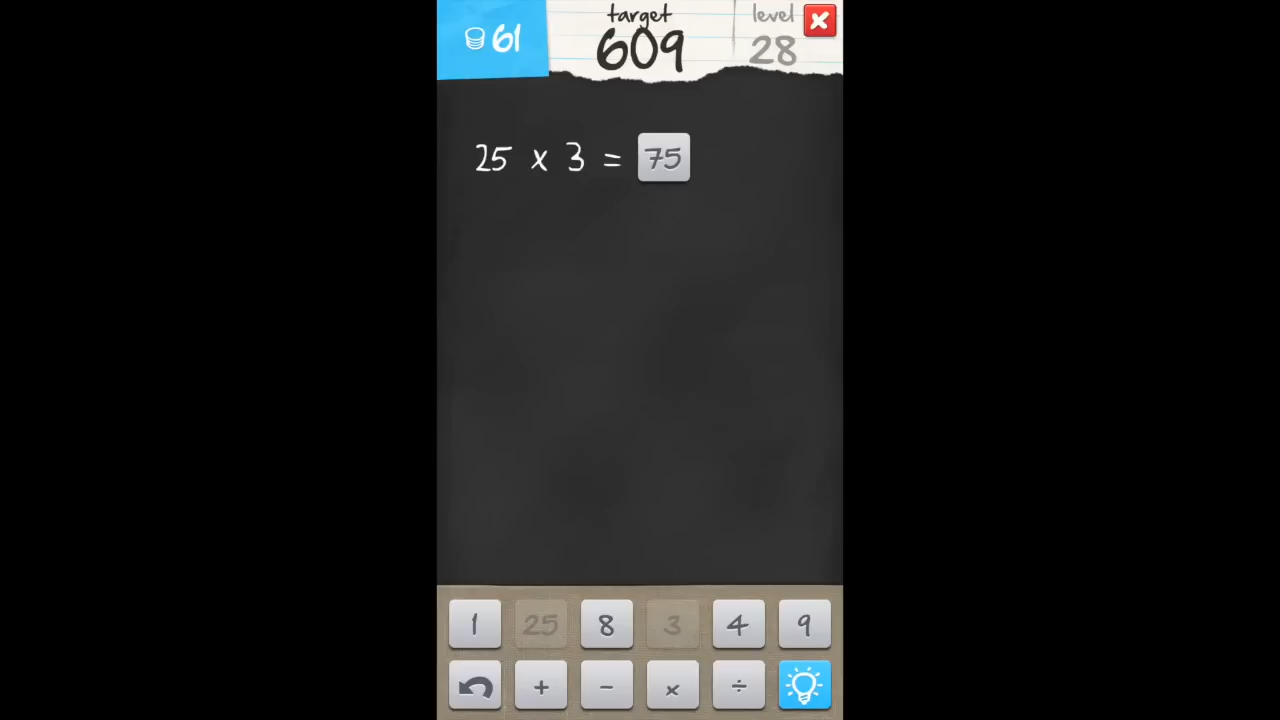 61 target level
609 28
25 x 3 = 75
1 25 8 3 4 9
+ - x ÷